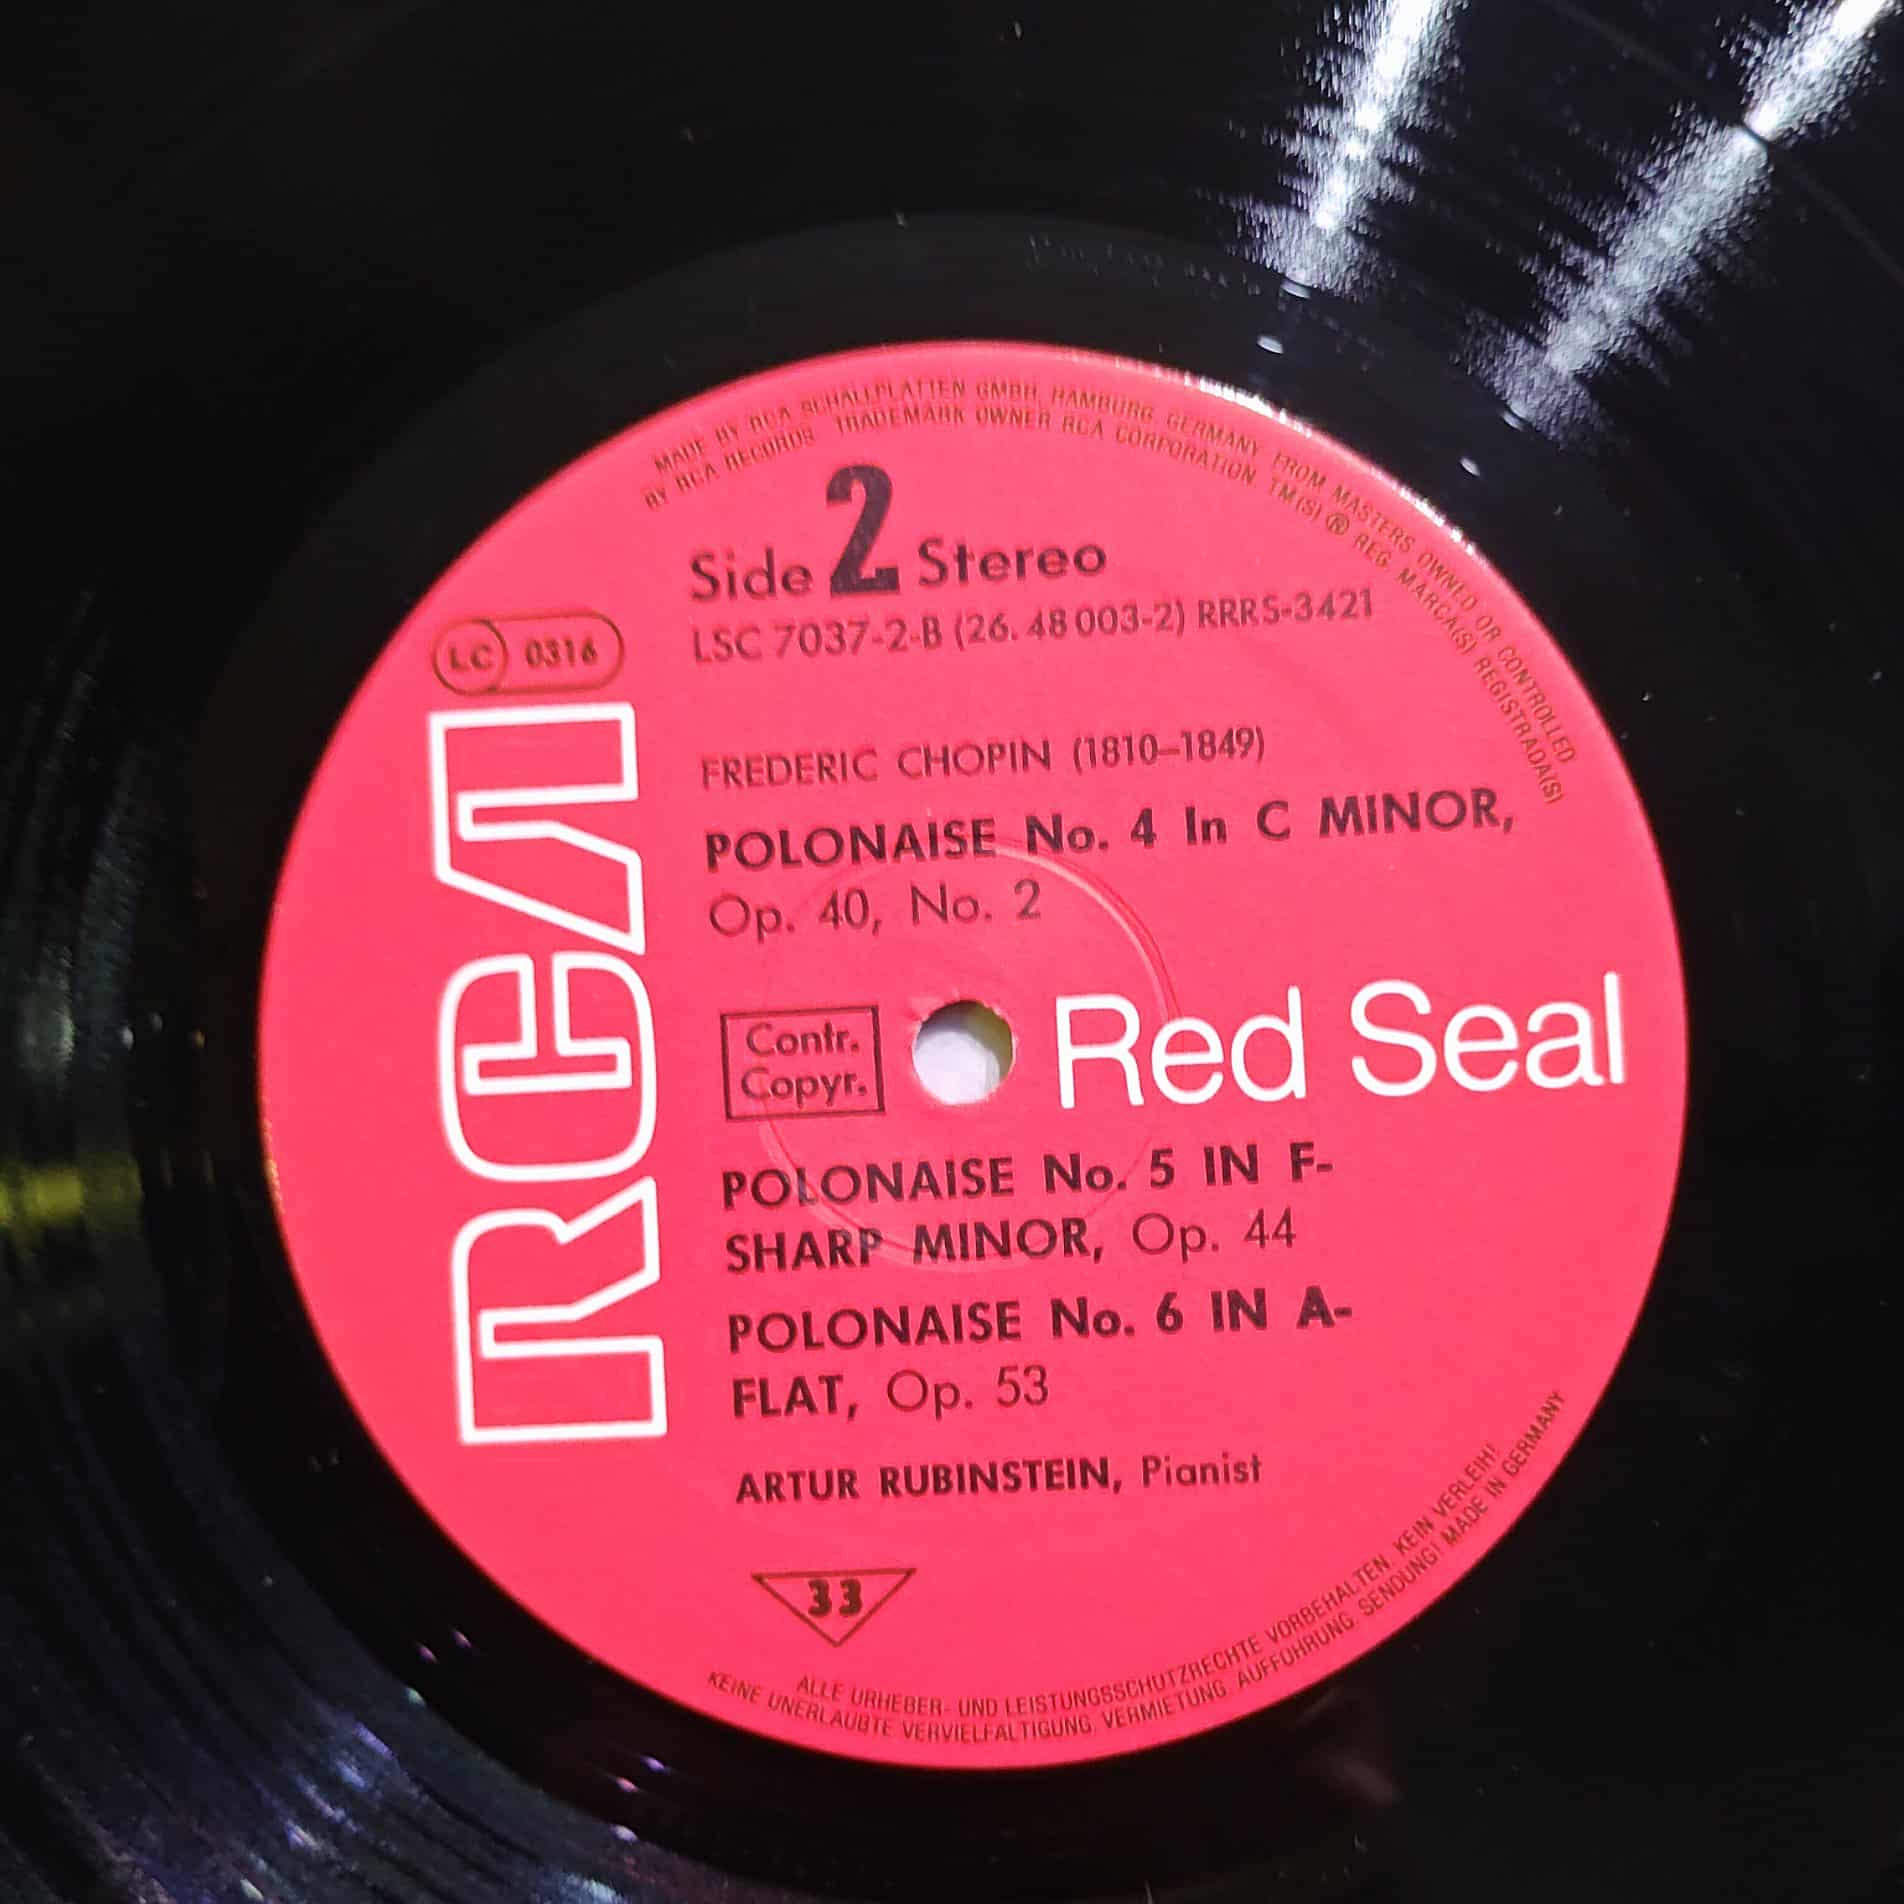 MADE BY RCA SCHALLPLATTEN GMBH, HAMBURG, GERMANY FROM MASTERS OWNED OR CONTROLLED
BY RCA RECORDS TRADEMARK OWNER RCA CORPORATION TM(S) ® REG. MARCA(S) REGISTRADA(S)
Side 2 Stereo
LSC 7037-2-B (26.48003-2) RRRS-3421
LC 0316
RCA
FREDERIC CHOPIN (1810–1849)
POLONAISE No. 4 In C MINOR,
Op. 40, No. 2
Contr.
Copyr.
Red Seal
POLONAISE No. 5 IN F-
SHARP MINOR, Op. 44
POLONAISE No. 6 IN A-
FLAT, Op. 53
ARTUR RUBINSTEIN, Pianist
33
ALLE URHEBER- UND LEISTUNGSSCHUTZRECHTE VORBEHALTEN. KEIN VERLEIH!
KEINE UNERLAUBTE VERVIELFALTIGUNG, VERMIETUNG, AUFFÜHRUNG, SENDUNG! MADE IN GERMANY